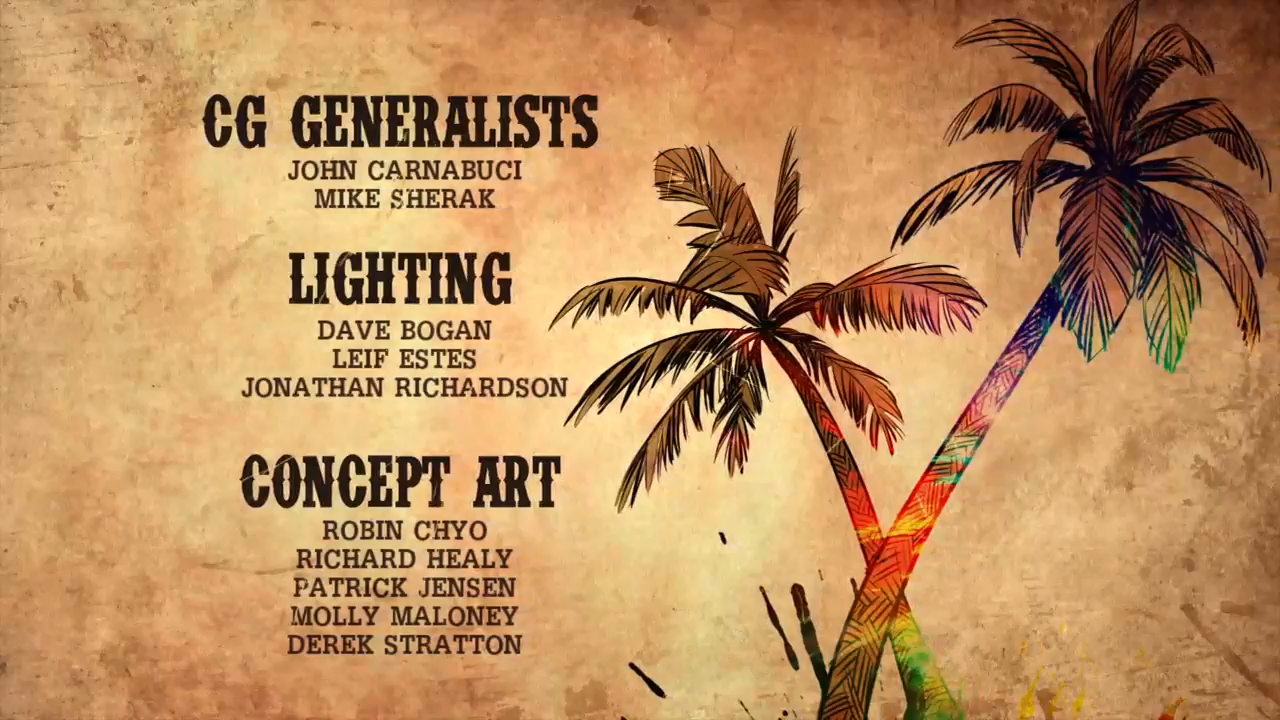 CG GENERALISTS
JOHN CARNABUCI
MIKE SHERAK
LIGHTING
DAVE BOGAN
LEIF ESTES
JONATHAN RICHARDSON
CONCEPT ART
ROBIN CHYO
RICHARD HEALY
PATRICK JENSEN
MOLLY MALONEY
DEREK STRATTON